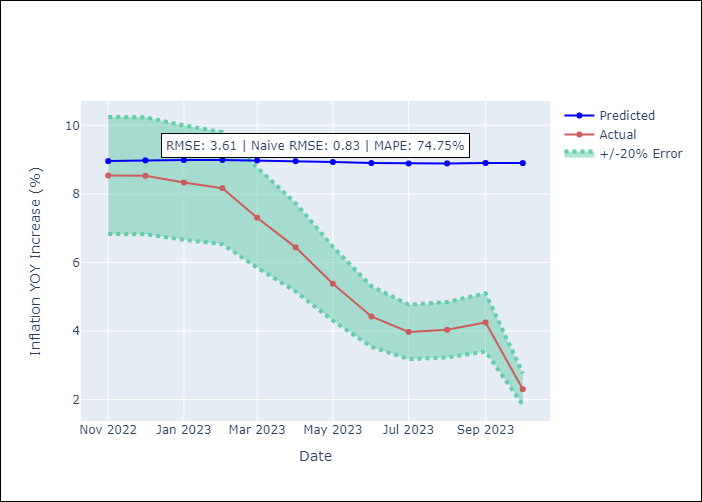 RMSE: 3.61 | Naive RMSE: 0.83 | MAPE: 74.75%
Predicted
Actual
+/-20% Error
Inflation YOY Increase (%)
10
8
6
4
2
Nov 2022 Jan 2023 Mar 2023 May 2023 Jul 2023 Sep 2023
Date